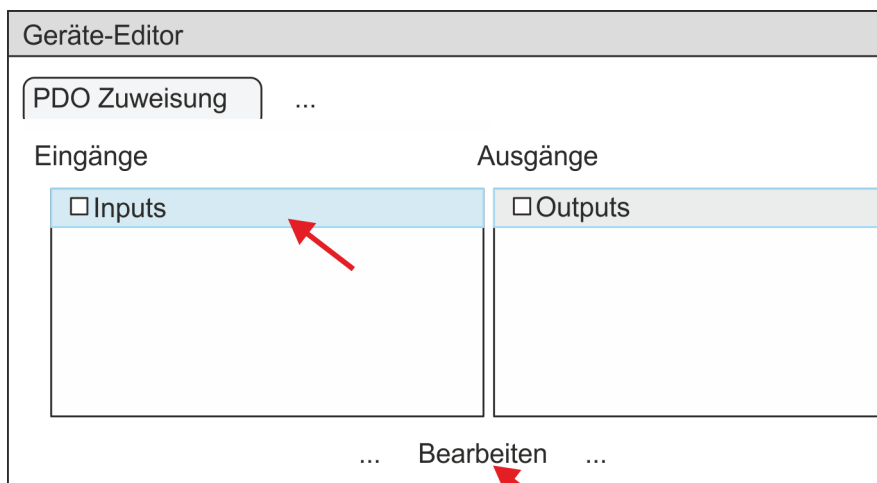 Geräte-Editor
PDO Zuweisung ...
Eingänge Ausgänge
Inputs Outputs
... Bearbeiten ...